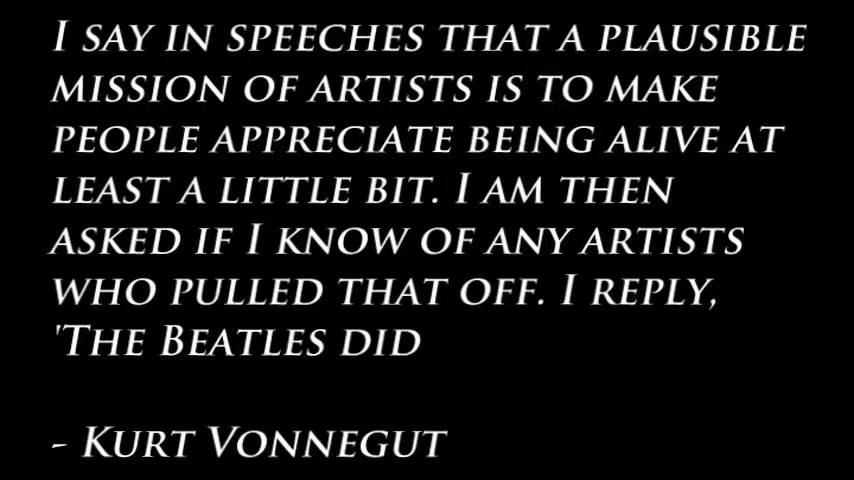 I say in speeches that a plausible
mission of artists is to make
people appreciate being alive at
least a little bit. I am then
asked if I know of any artists
who pulled that off. I reply,
'The Beatles did
- Kurt Vonnegut